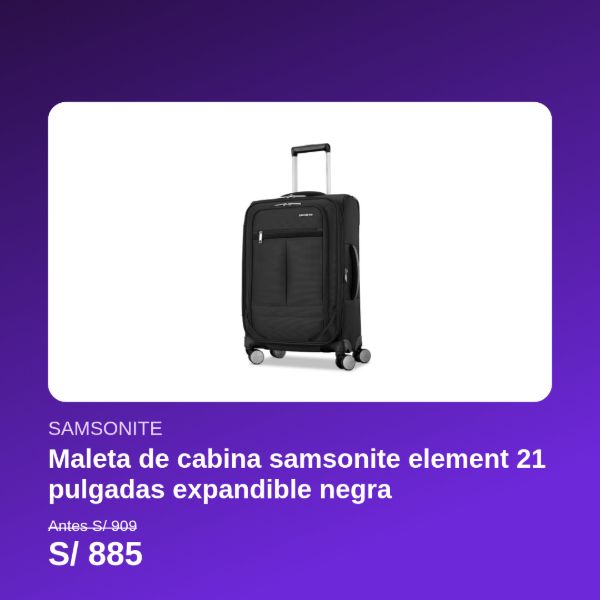 SAMSONITE
Maleta de cabina samsonite element 21
pulgadas expandible negra
Antes S/ 909
S/ 885